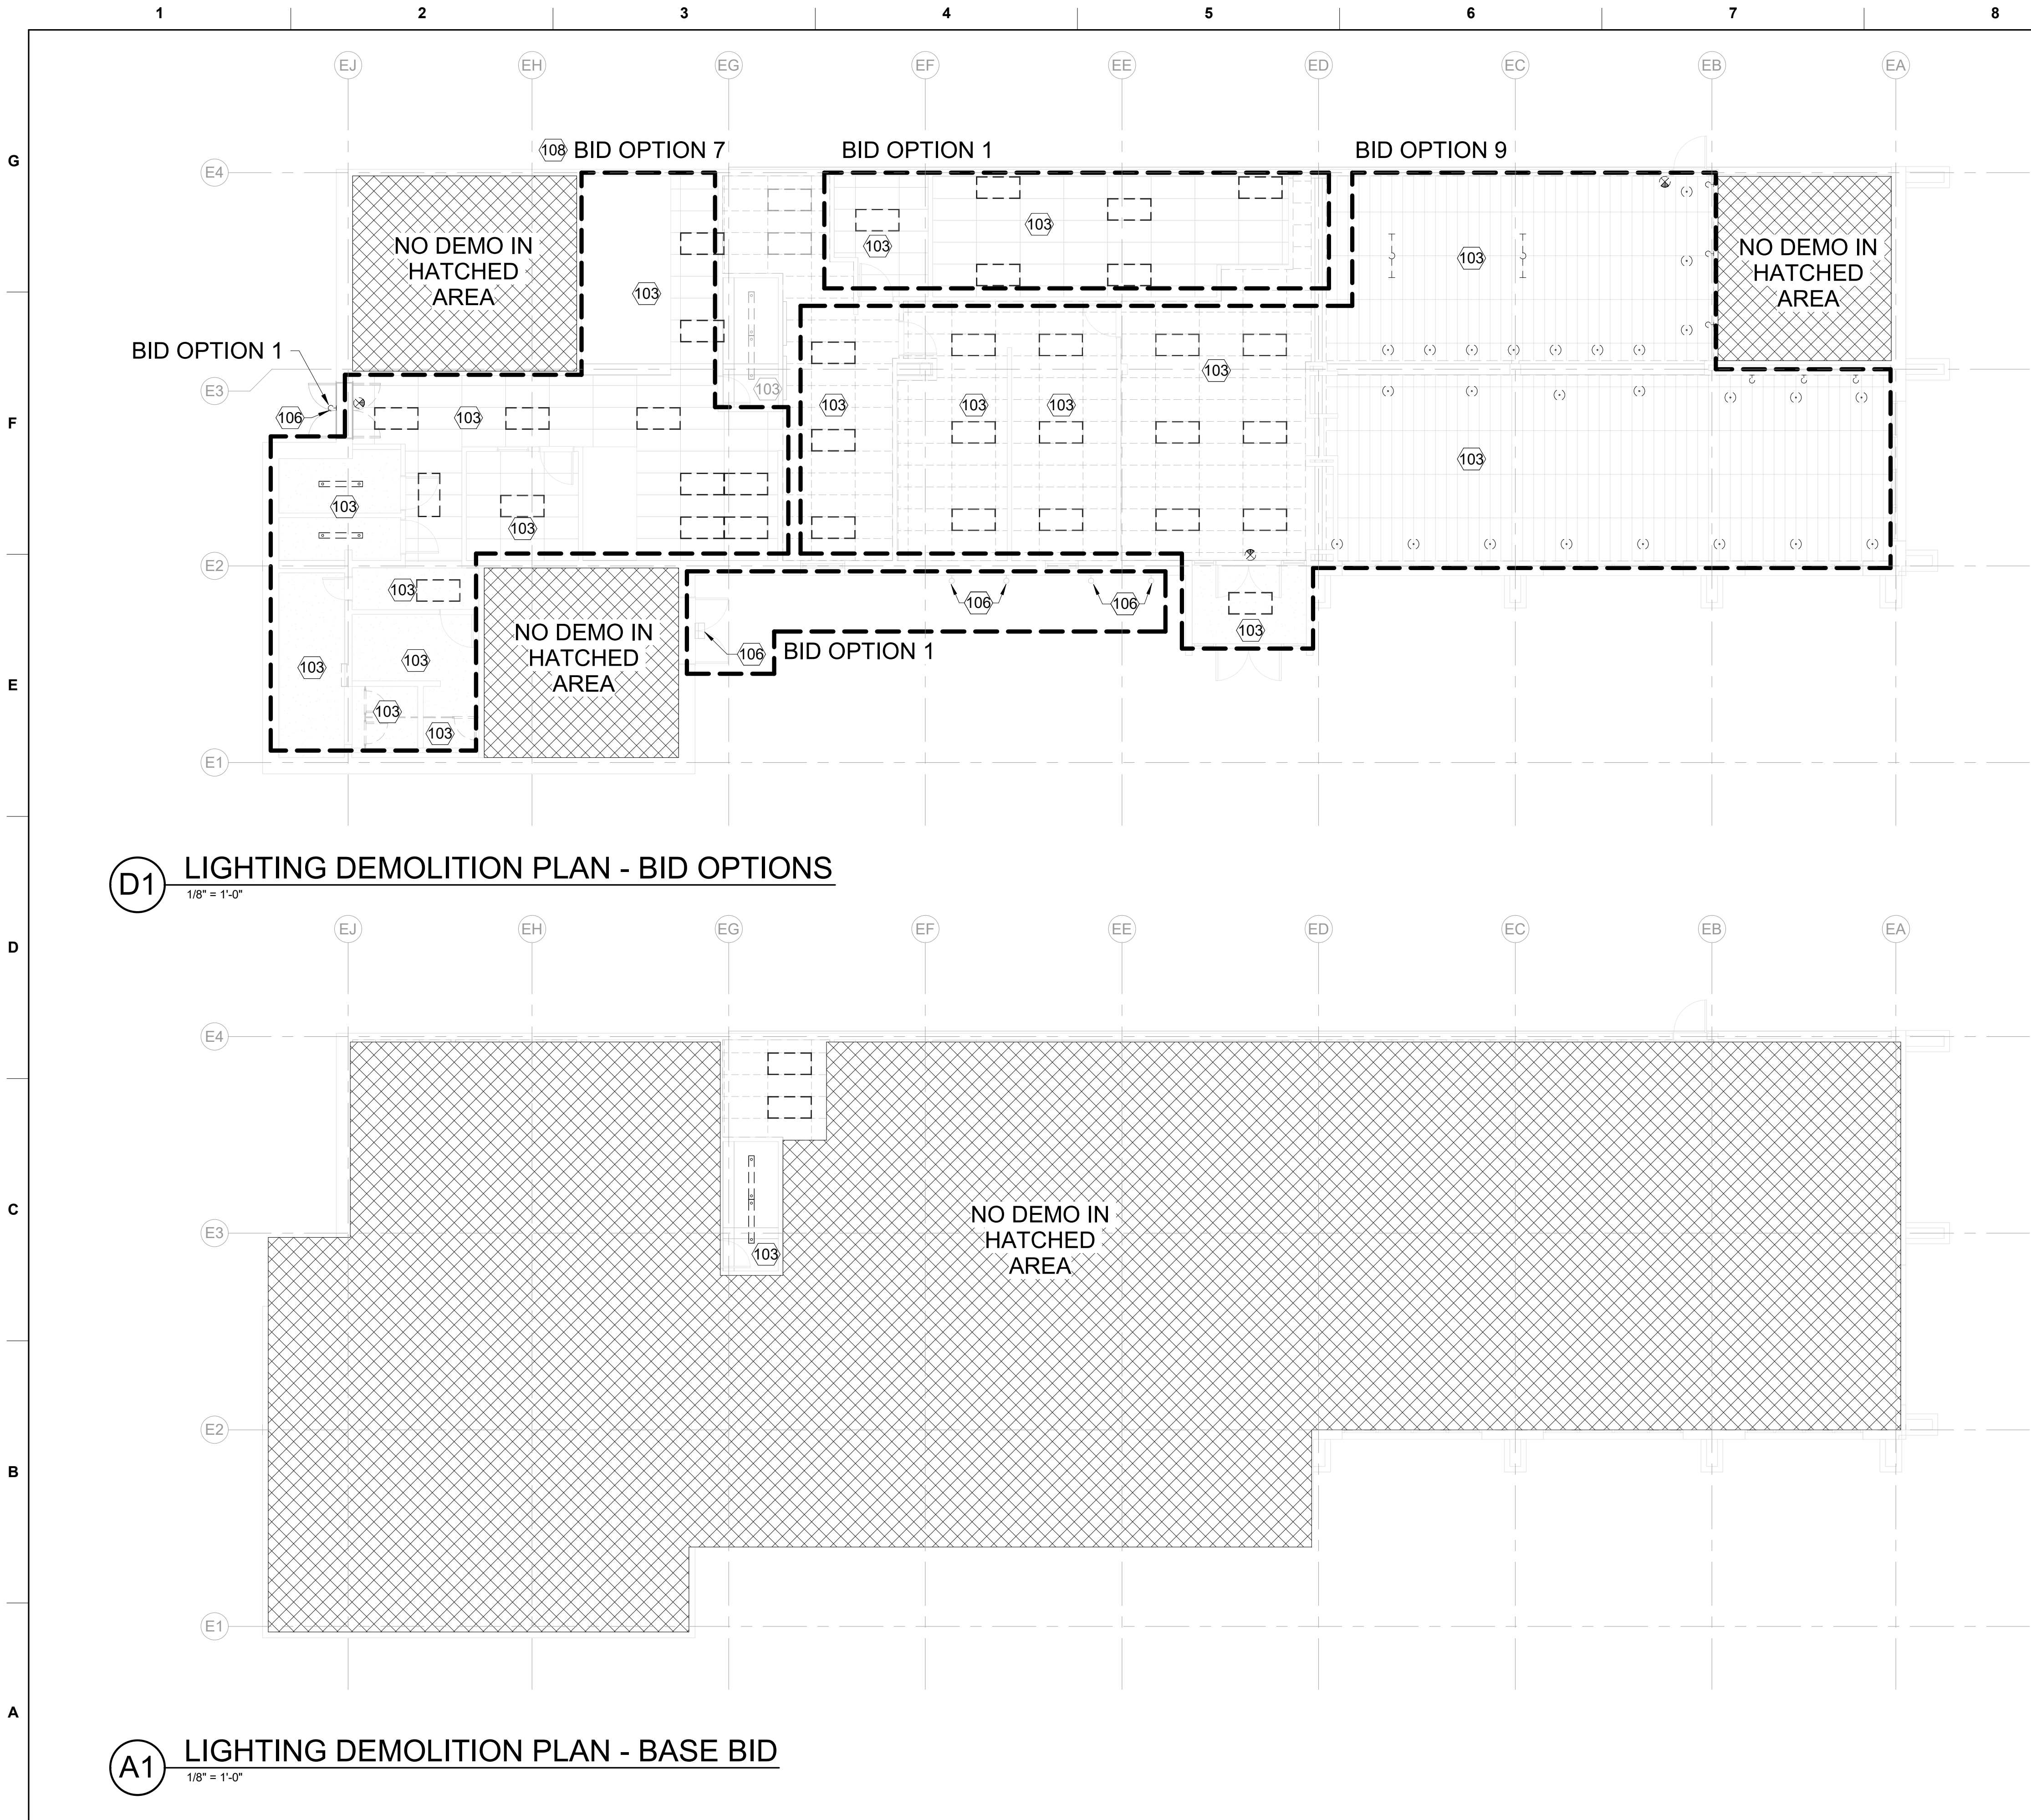 1 2 3 4 5 6 7 8
EJ EH EG EF EE ED EC EB EA
G
108 BID OPTION 7 BID OPTION 1 BID OPTION 9
E4
NO DEMO IN
HATCHED
AREA
103
103
103
103
NO DEMO IN
HATCHED
AREA
103
BID OPTION 1
103
103
E3
106
103
103
103
103
F
103
103
103
E2
103
106
106
NO DEMO IN
HATCHED
AREA
103
106
BID OPTION 1
103
103
E
103
103
E1
D1
LIGHTING DEMOLITION PLAN - BID OPTIONS
1/8" = 1'-0"
EJ EH EG EF EE ED EC EB EA
D
E4
C
NO DEMO IN
HATCHED
AREA
E3
103
E2
B
E1
A
A1
LIGHTING DEMOLITION PLAN - BASE BID
1/8" = 1'-0"